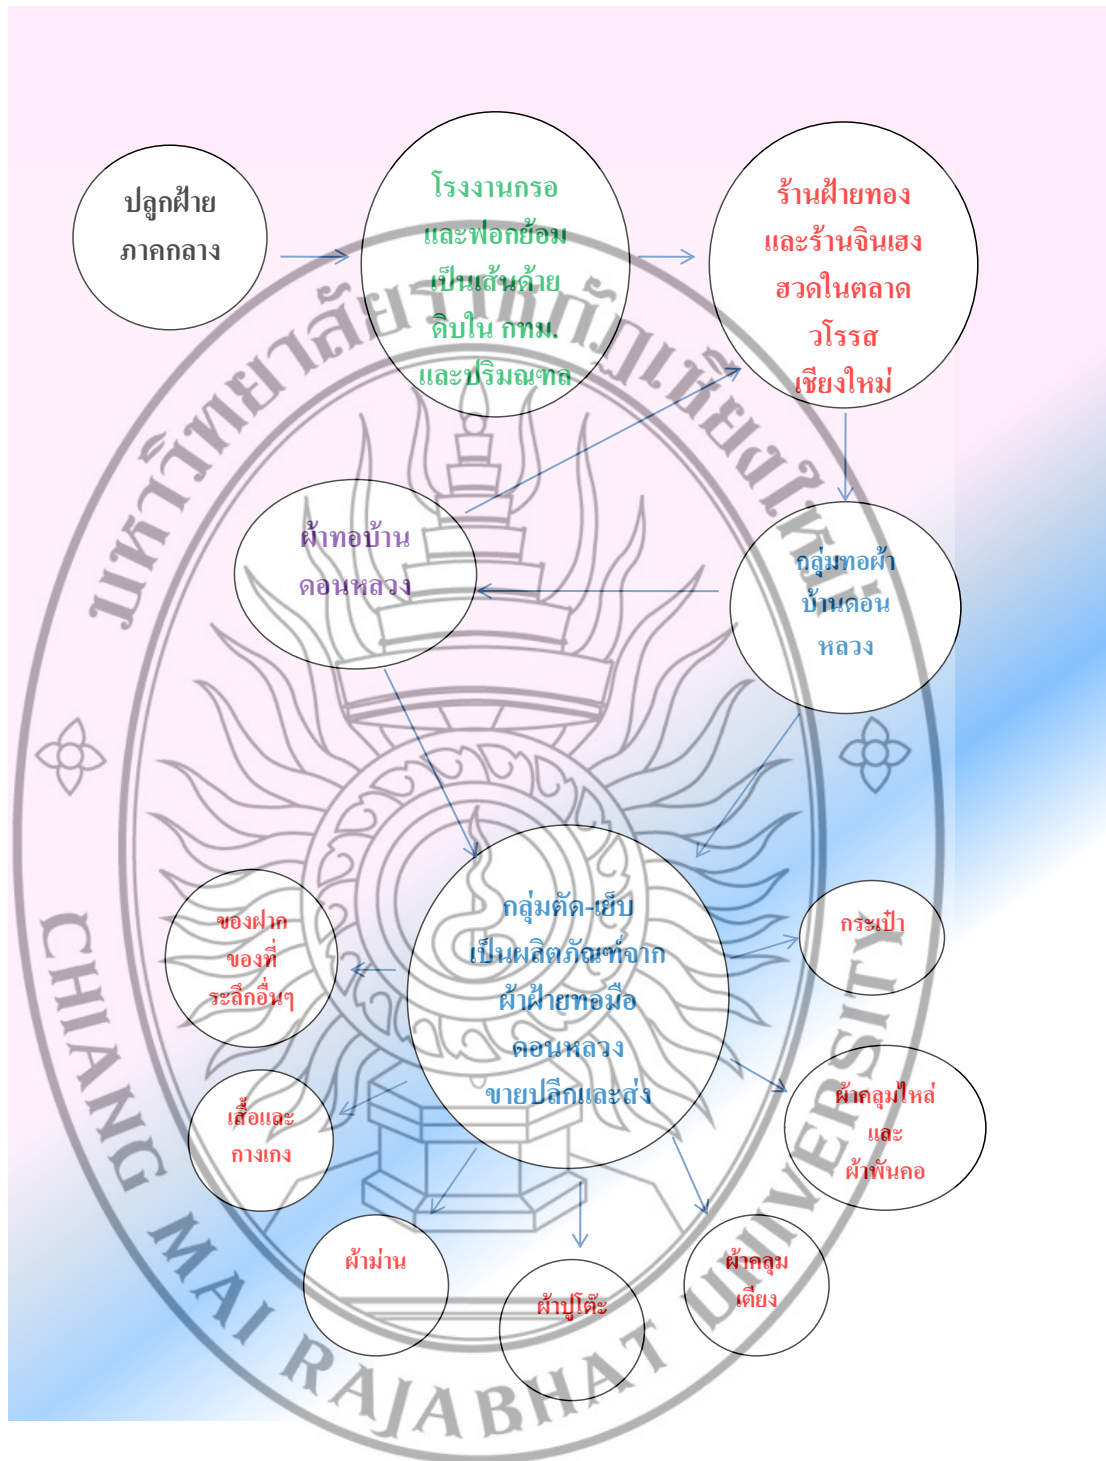 ปลูกฝ้าย
ภาคกลาง
โรงงานกรอ
และฟอกย้อม
เป็นเส้นด้าย
ดิบใน กทม.
และปริมณฑล
ร้านฝ้ายทอง
และร้านจินเฮง
ฮวดในตลาด
วโรรส
เชียงใหม่
ผ้าทอบ้าน
ดอนหลวง
กลุ่มทอผ้า
บ้านดอน
หลวง
กลุ่มตัด-เย็บ
เป็นผลิตภัณฑ์จาก
ผ้าฝ้ายทอมือ
ดอนหลวง
ขายปลีกและส่ง
ของฝาก
ของที่
ระลึกอื่นๆ
กระเป๋า
เสื้อและ
กางเกง
ผ้าคลุมไหล่
และ
ผ้าพันคอ
ผ้าม่าน
ผ้าปูโต๊ะ
ผ้าคลุม
เตียง
มหาวิทยาลัยราชภัฏเชียงใหม่
CHIANG MAI RAJABHAT UNIVERSITY